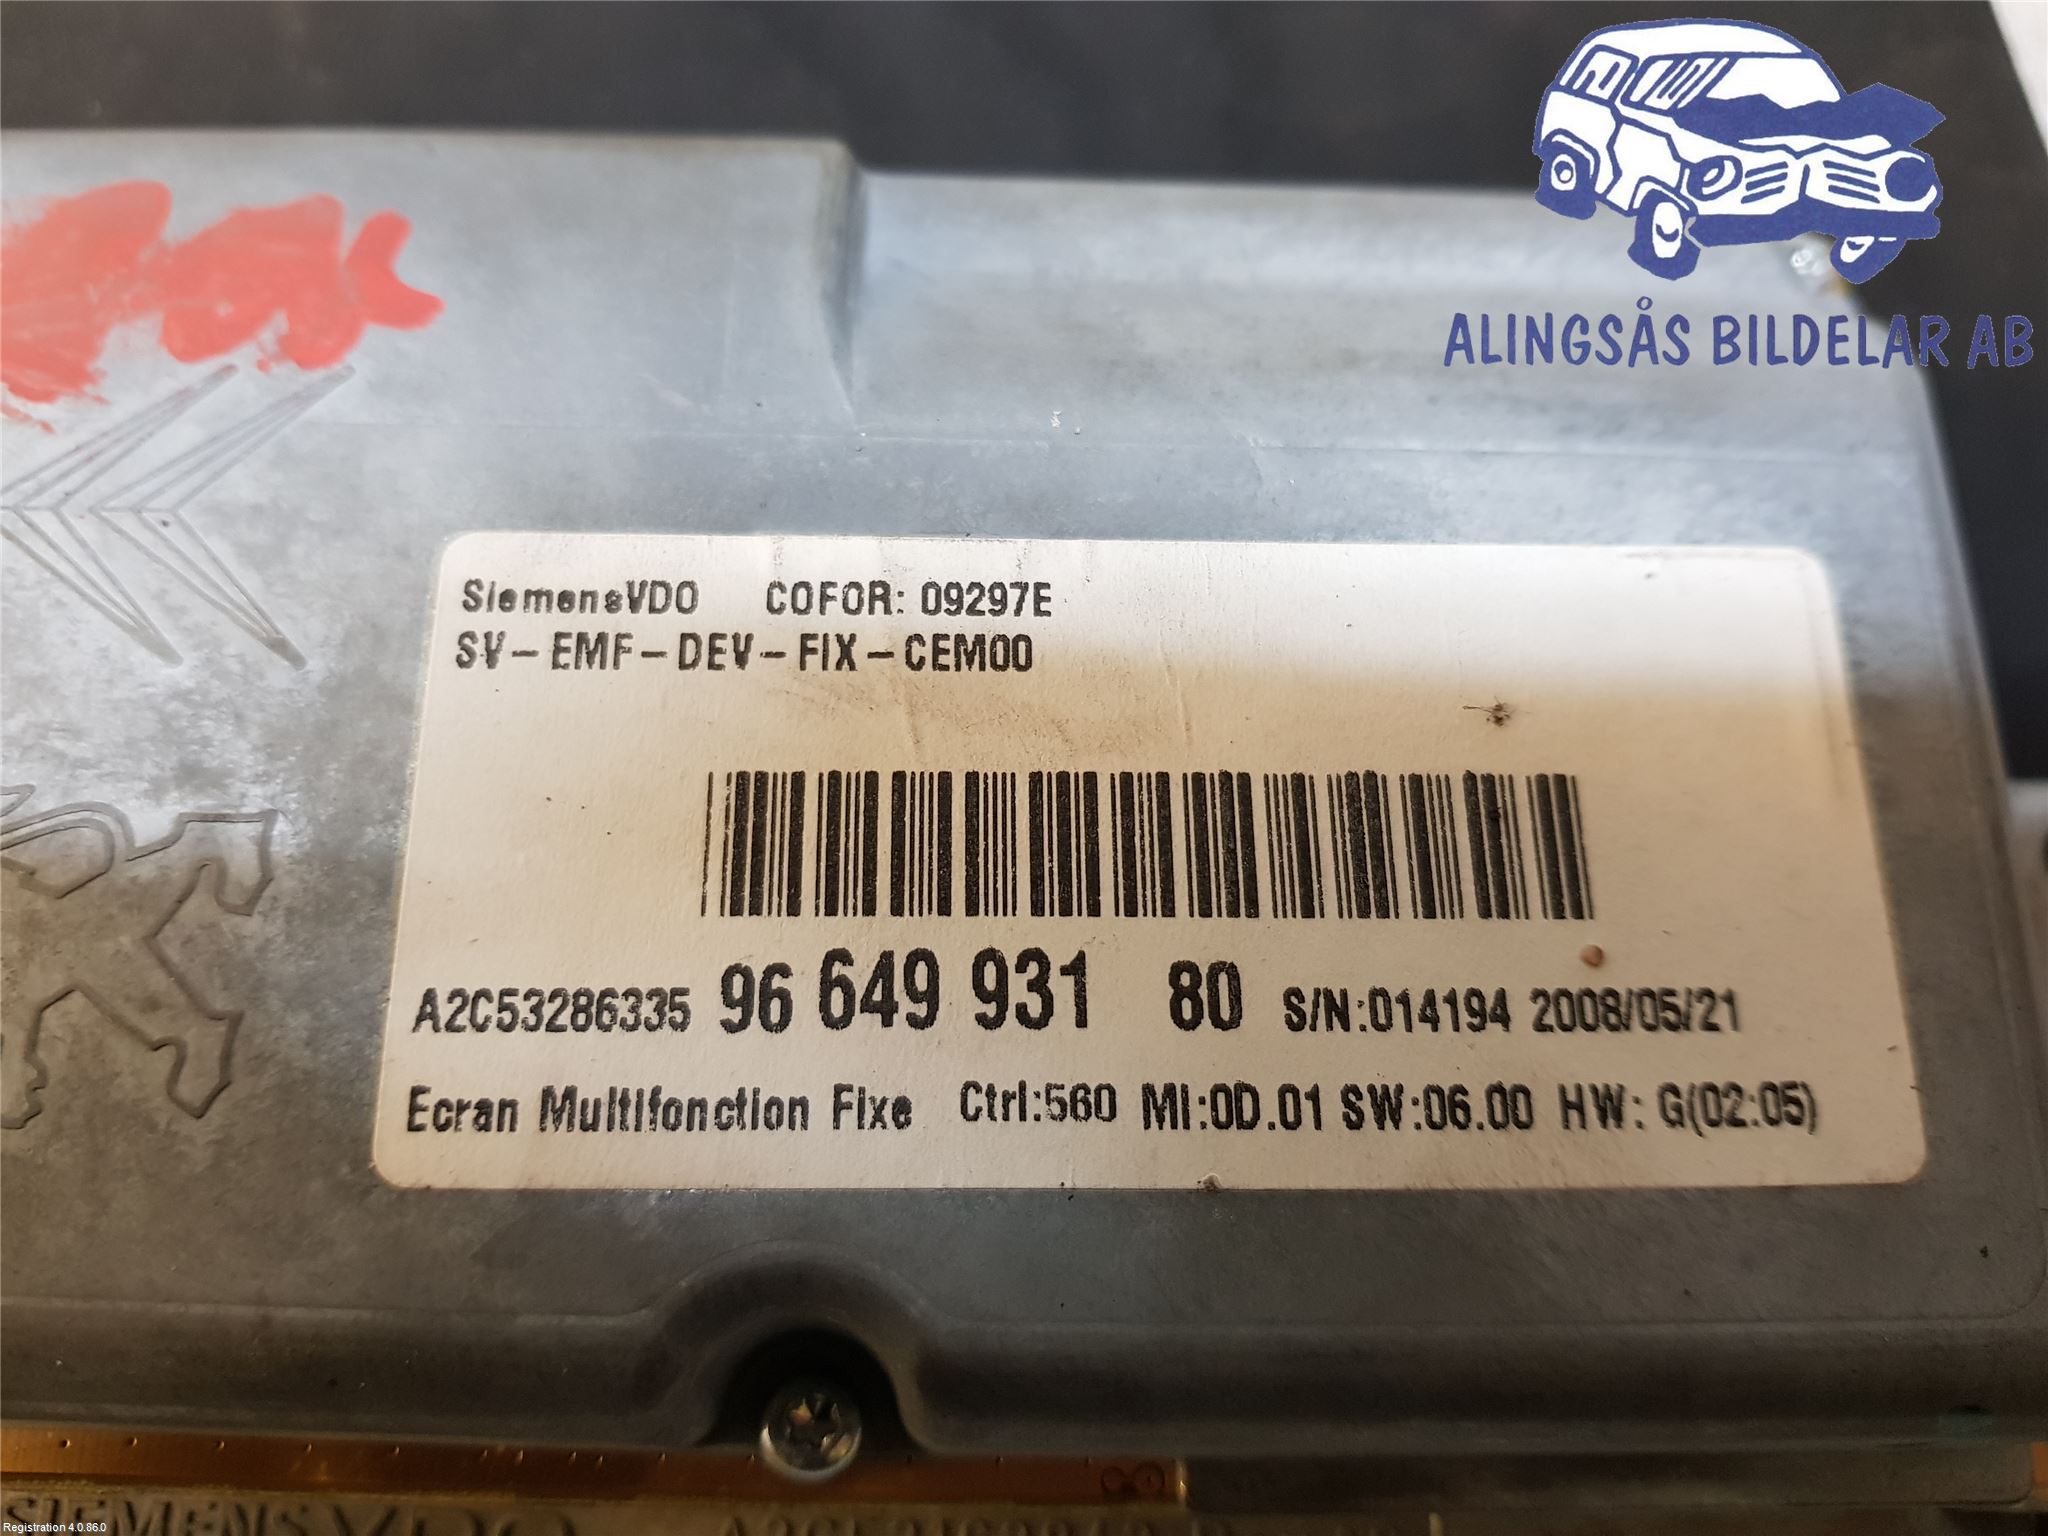 ALINGSÅS BILDELAR AB
SiemensVDO COFOR: 09297E
SV-EMF-DEV-FIX-CEM00
A2C53286335 96 649 931 80 S/N:014194 2008/05/21
Ecran Multifonction Fixe Ctrl:560 MI:0D.01 SW:06.00 HW: G(02:05)
SIEMENS VDO
Registration 4.0.86.0